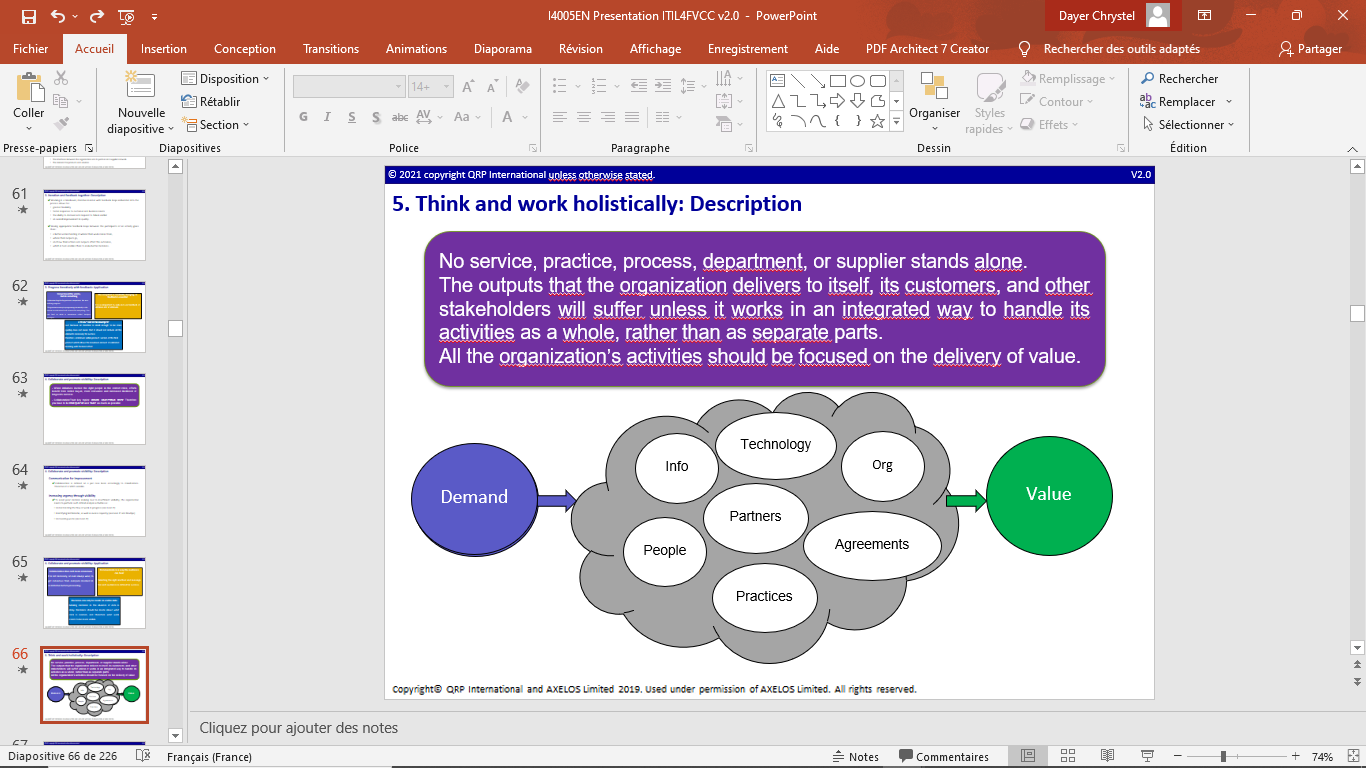 I4005EN Presentation ITIL4FVCC v2.0 - PowerPoint
Dayer Chrystel
Fichier Accueil Insertion Conception Transitions Animations Diaporama Révision Affichage Enregistrement Aide PDF Architect 7 Creator Rechercher des outils adaptés Partager
Coller
Nouvelle diapositive
Disposition
Rétablir
Section
14+
G I S S abc AV Aa A
Organiser
Styles rapides
Remplissage
Contour
Effets
Rechercher
Remplacer
Sélectionner
Presse-papiers Diapositives Police Paragraphe Dessin Édition
61
62
63
64
65
66
67
© 2021 copyright QRP International unless otherwise stated. V2.0
5. Think and work holistically: Description
No service, practice, process, department, or supplier stands alone.
The outputs that the organization delivers to itself, its customers, and other
stakeholders will suffer unless it works in an integrated way to handle its
activities as a whole, rather than as separate parts.
All the organization's activities should be focused on the delivery of value.
Demand
Info
Technology
Org
Partners
People
Agreements
Practices
Value
Copyright© QRP International and AXELOS Limited 2019. Used under permission of AXELOS Limited. All rights reserved.
Cliquez pour ajouter des notes
Diapositive 66 de 226 Français (France) Notes Commentaires 74%